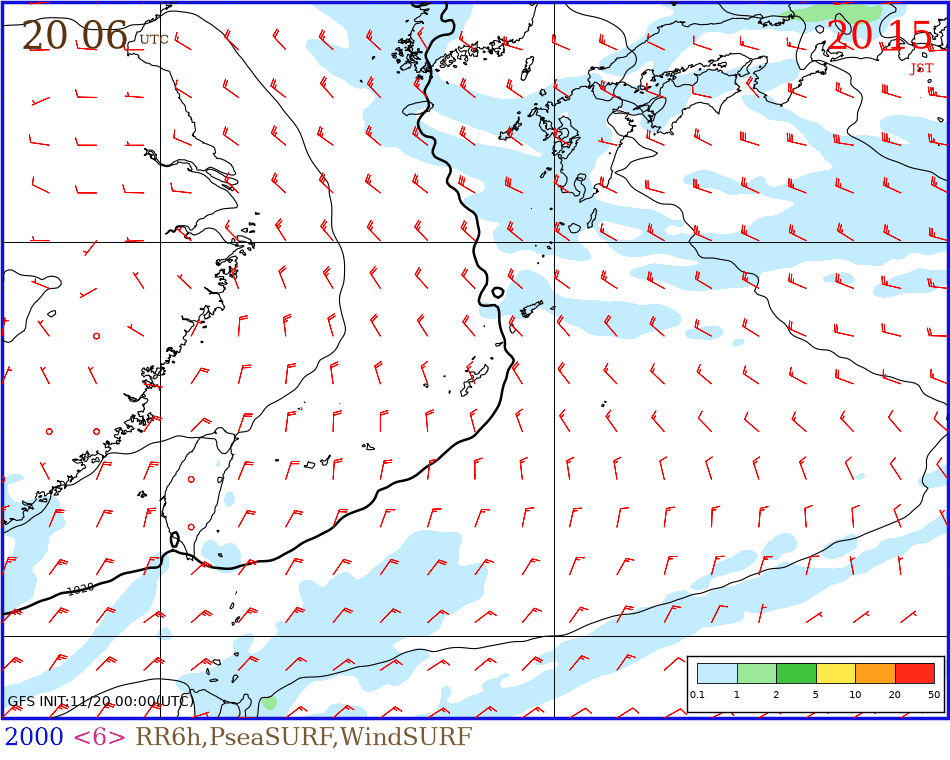 20 06 UTC
20 15
JST
1020
GFS INIT:11/20 00:00(UTC)
0.1 1 2 5 10 20 50
2000 <6> RR6h,PseaSURF,WindSURF